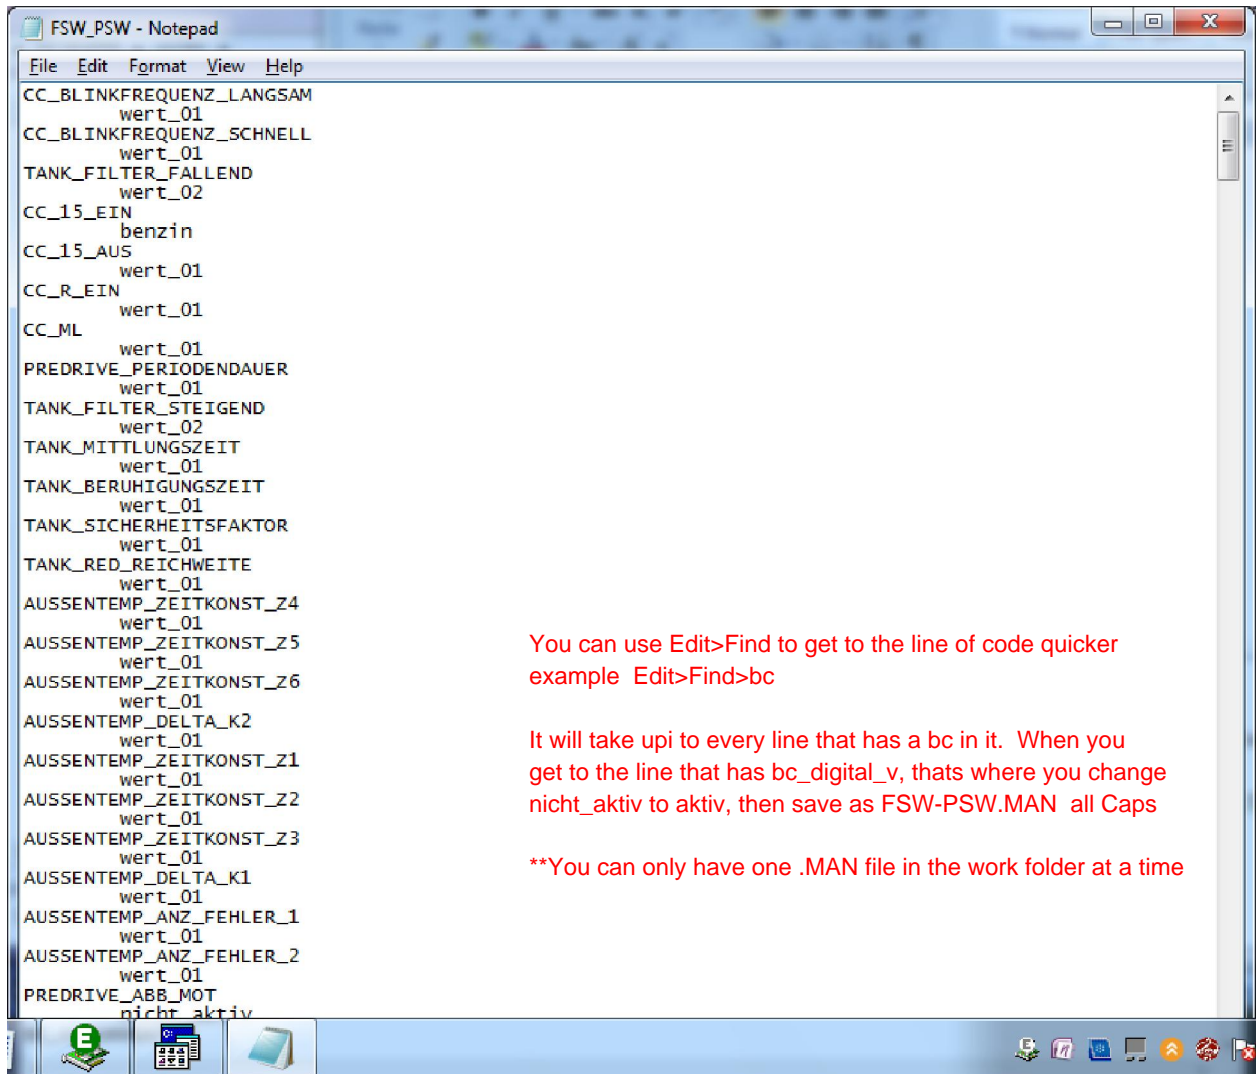 FSW_PSW - Notepad
File Edit Format View Help
CC_BLINKFREQUENZ_LANGSAM
wert_01
CC_BLINKFREQUENZ_SCHNELL
wert_01
TANK_FILTER_FALLEND
wert_02
CC_15_EIN
benzin
CC_15_AUS
wert_01
CC_R_EIN
wert_01
CC_ML
wert_01
PREDRIVE_PERIODENDAUER
wert_01
TANK_FILTER_STEIGEND
wert_02
TANK_MITTLUNGSZEIT
wert_01
TANK_BERUHIGUNGSZEIT
wert_01
TANK_SICHERHEITSFAKTOR
wert_01
TANK_RED_REICHWEITE
wert_01
AUSSENTEMP_ZEITKONST_Z4
wert_01
AUSSENTEMP_ZEITKONST_Z5
wert_01
AUSSENTEMP_ZEITKONST_Z6
wert_01
AUSSENTEMP_DELTA_K2
wert_01
AUSSENTEMP_ZEITKONST_Z1
wert_01
AUSSENTEMP_ZEITKONST_Z2
wert_01
AUSSENTEMP_ZEITKONST_Z3
wert_01
AUSSENTEMP_DELTA_K1
wert_01
AUSSENTEMP_ANZ_FEHLER_1
wert_01
AUSSENTEMP_ANZ_FEHLER_2
wert_01
PREDRIVE_ABB_MOT
nicht_aktiv
You can use Edit>Find to get to the line of code quicker
example Edit>Find>bc
It will take upi to every line that has a bc in it. When you
get to the line that has bc_digital_v, thats where you change
nicht_aktiv to aktiv, then save as FSW-PSW.MAN all Caps
**You can only have one .MAN file in the work folder at a time